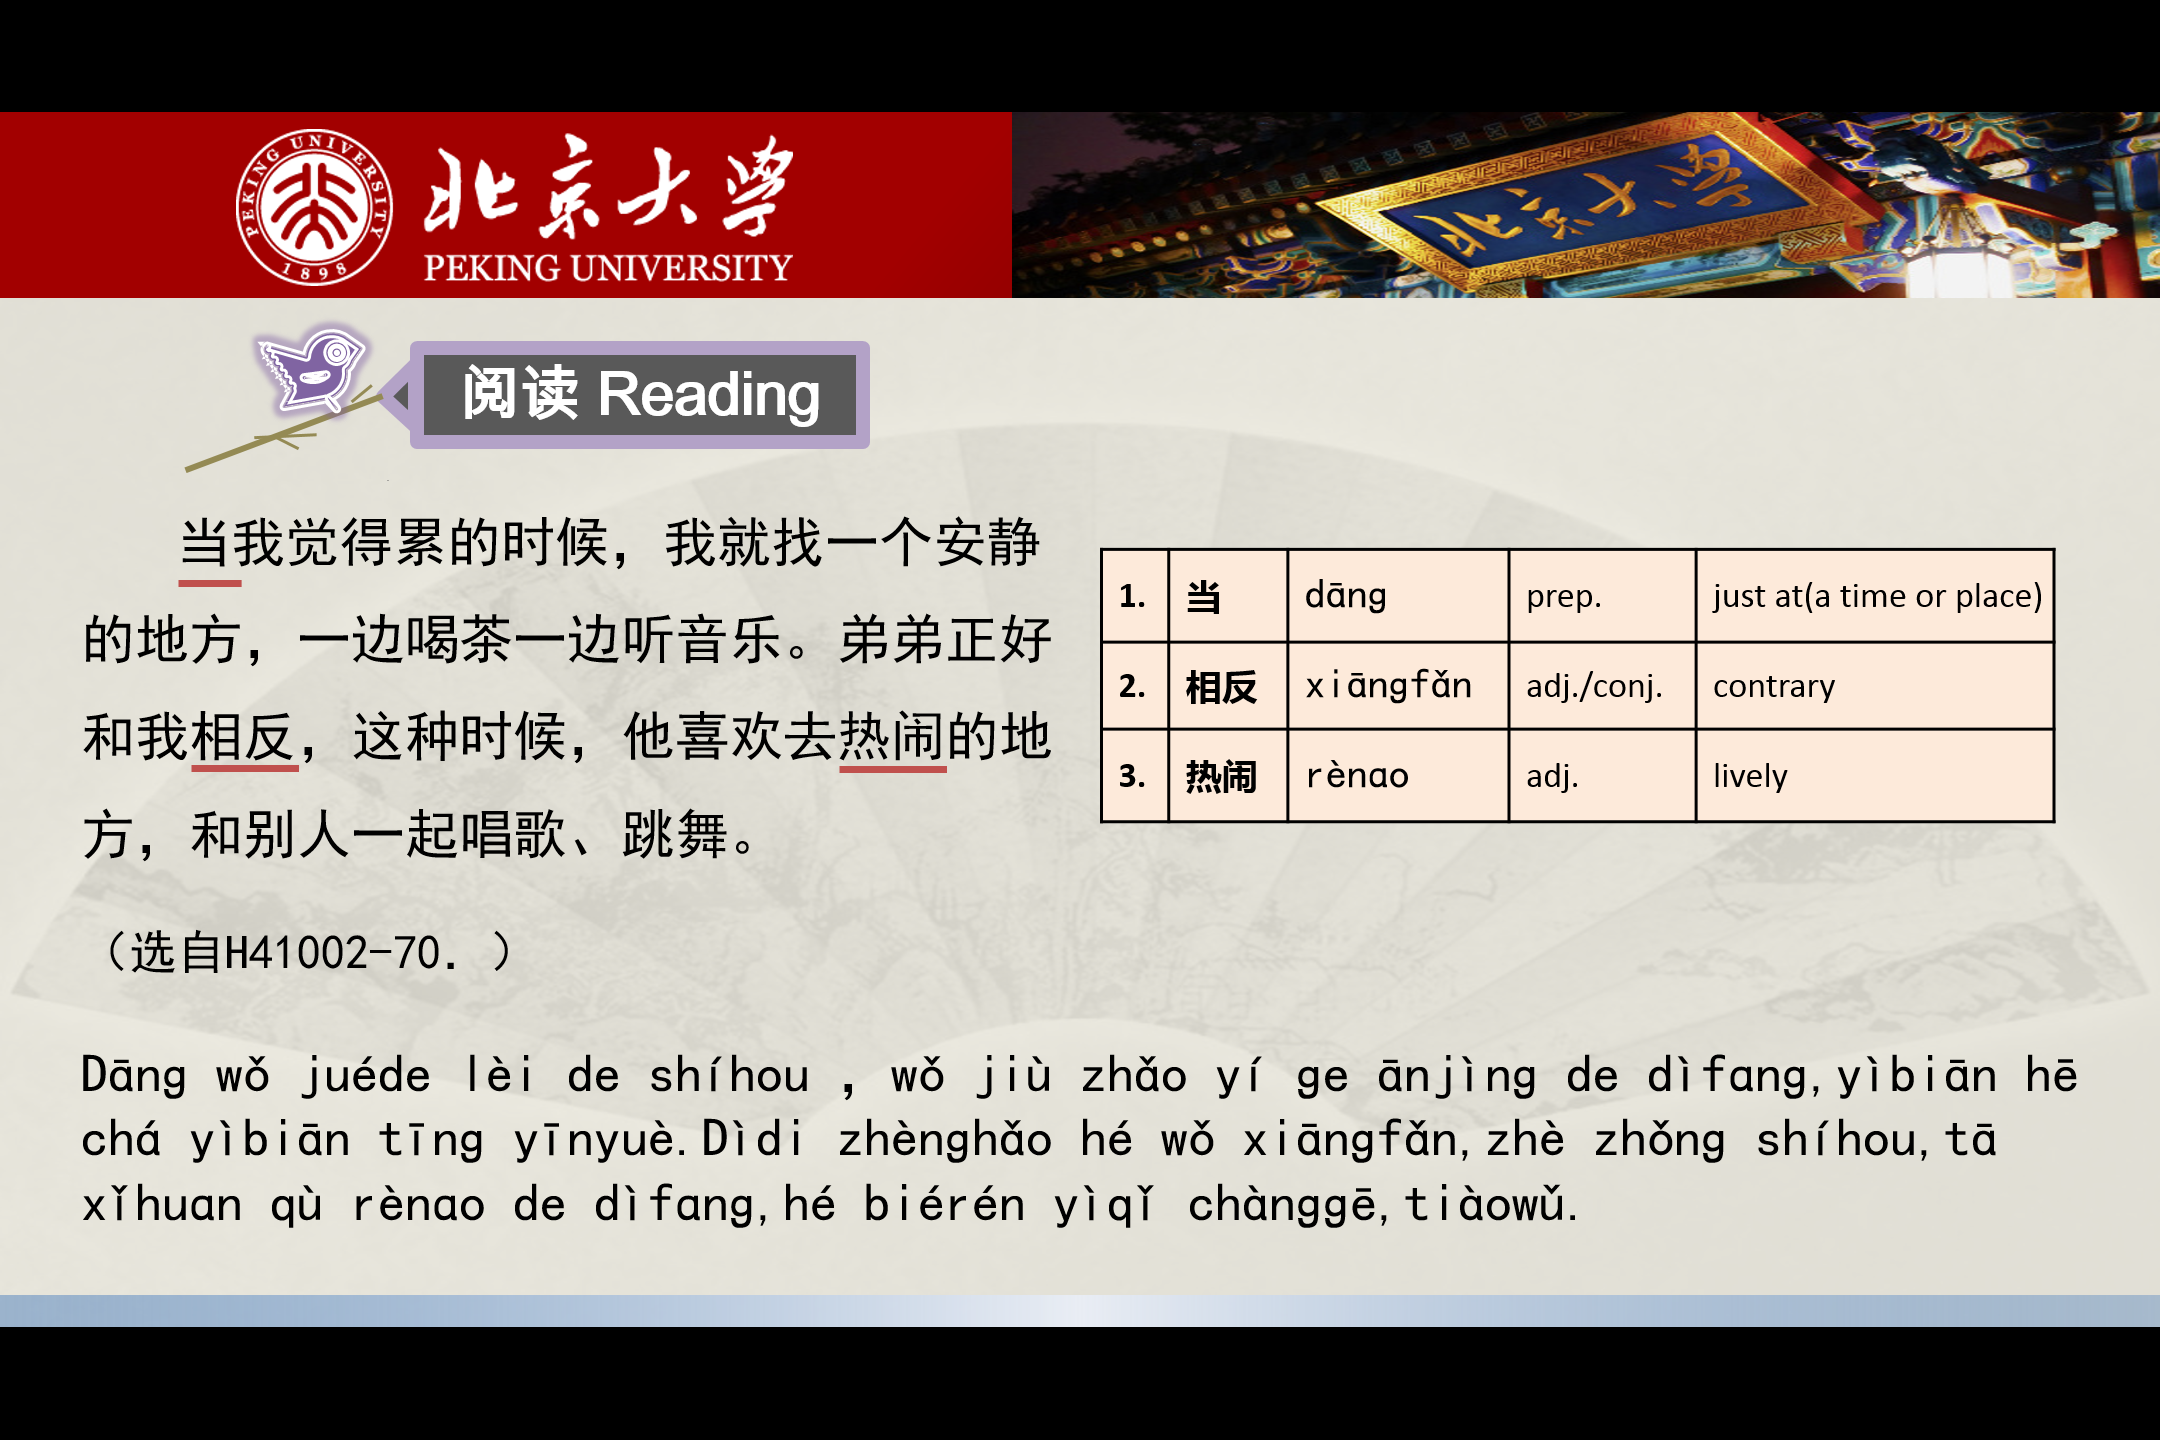 PEKING UNIVERSITY
1898
北京大学
PEKING UNIVERSITY
北京大学
阅读 Reading
当我觉得累的时候，我就找一个安静
的地方，一边喝茶一边听音乐。弟弟正好
和我相反，这种时候，他喜欢去热闹的地
方，和别人一起唱歌、跳舞。
（选自H41002-70．）
1. 当 dāng prep. just at(a time or place)
2. 相反 xiāngfǎn adj./conj. contrary
3. 热闹 rènao adj. lively
Dāng wǒ juéde lèi de shíhou ，wǒ jiù zhǎo yí ge ānjìng de dìfang,yìbiān hē
chá yìbiān tīng yīnyuè.Dìdi zhènghǎo hé wǒ xiāngfǎn,zhè zhǒng shíhou,tā
xǐhuan qù rènao de dìfang,hé biérén yìqǐ chànggē,tiàowǔ.